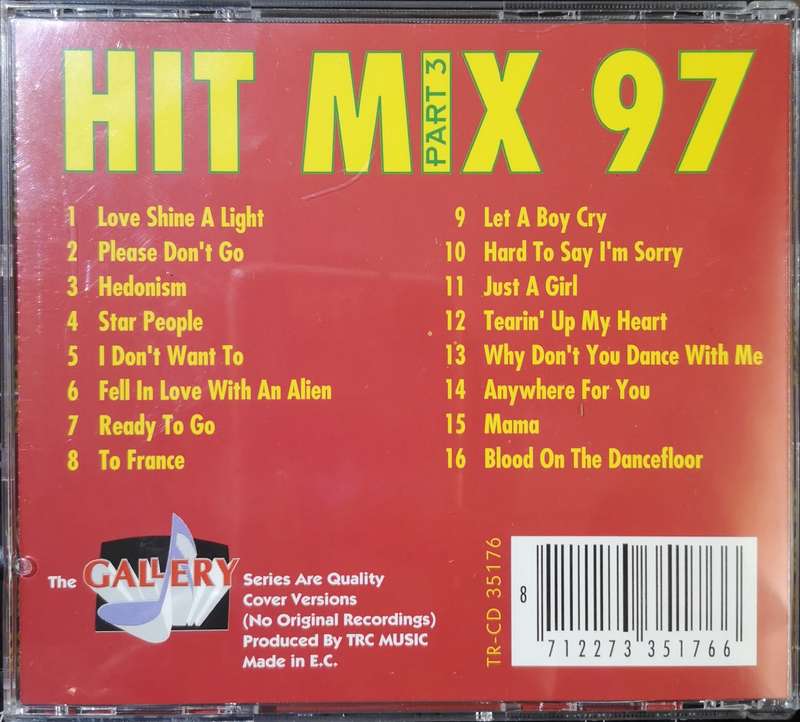 HIT MIX 97
PART 3
1 Love Shine A Light
2 Please Don't Go
3 Hedonism
4 Star People
5 I Don't Want To
6 Fell In Love With An Alien
7 Ready To Go
8 To France
9 Let A Boy Cry
10 Hard To Say I'm Sorry
11 Just A Girl
12 Tearin' Up My Heart
13 Why Don't You Dance With Me
14 Anywhere For You
15 Mama
16 Blood On The Dancefloor
The GALLERY Series Are Quality
Cover Versions
(No Original Recordings)
Produced By TRC MUSIC
Made in E.C.
TR-CD 35176
8 712273 351766